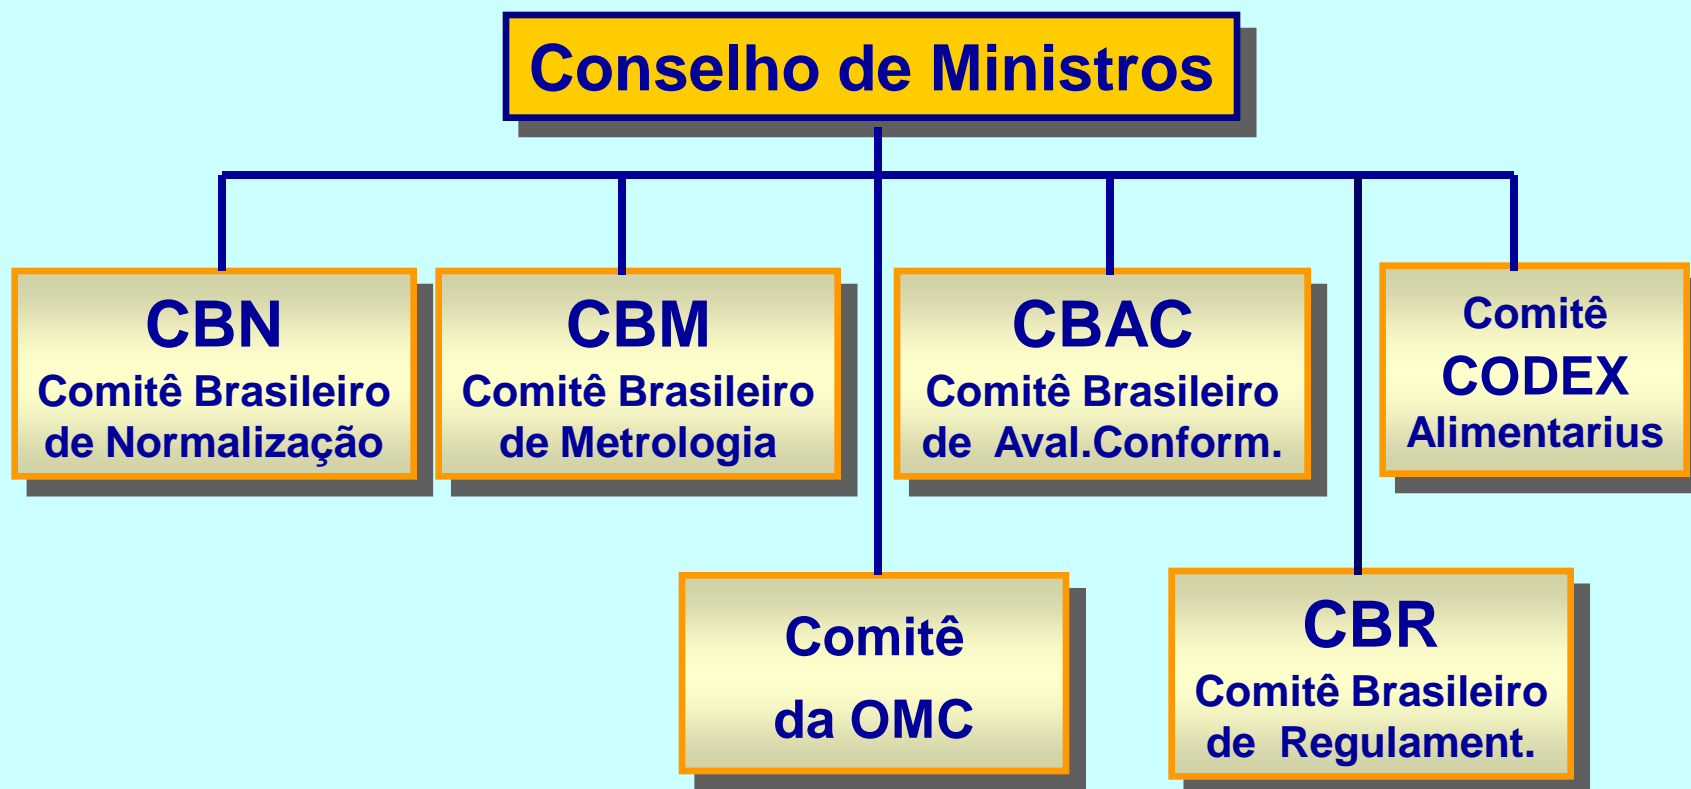 Conselho de Ministros
CBN
Comitê Brasileiro
de Normalização
CBM
Comitê Brasileiro
de Metrologia
CBAC
Comitê Brasileiro
de Aval.Conform.
Comitê
CODEX
Alimentarius
Comitê
da OMC
CBR
Comitê Brasileiro
de Regulament.